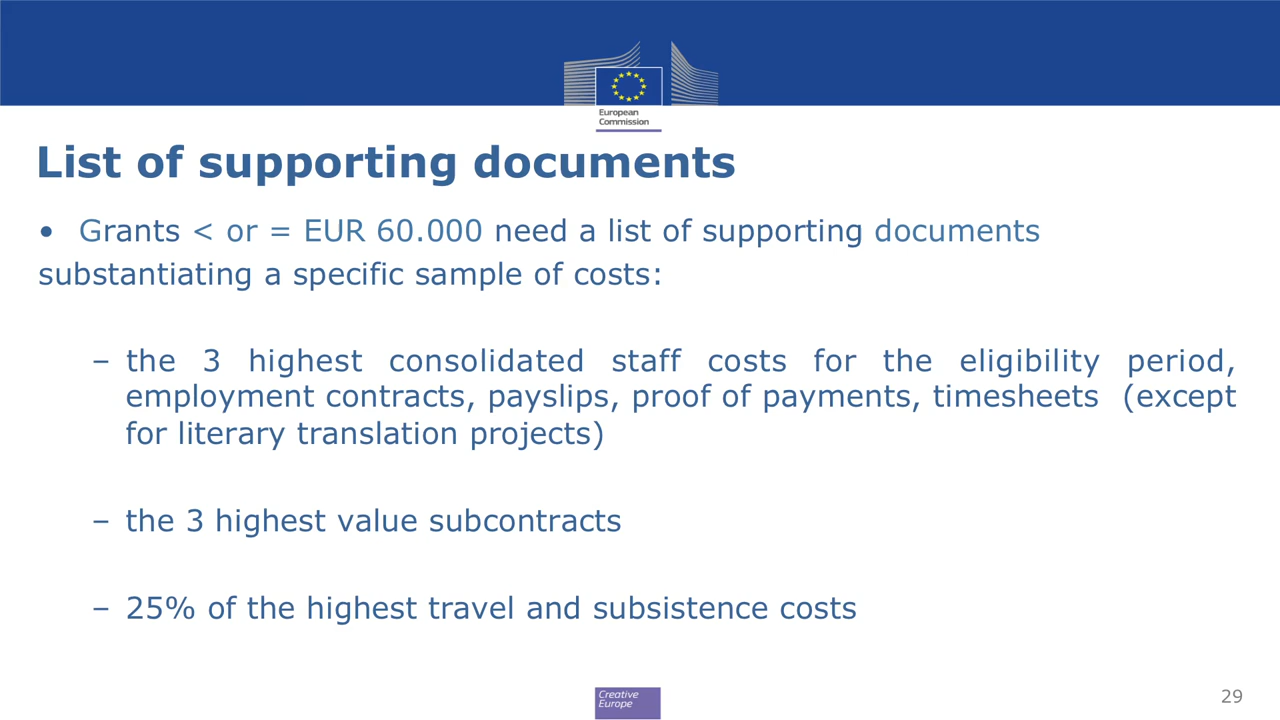 European
Commission
List of supporting documents
• Grants < or = EUR 60.000 need a list of supporting documents
substantiating a specific sample of costs:
– the 3 highest consolidated staff costs for the eligibility period,
employment contracts, payslips, proof of payments, timesheets (except
for literary translation projects)
– the 3 highest value subcontracts
– 25% of the highest travel and subsistence costs
Creative
Europe
29